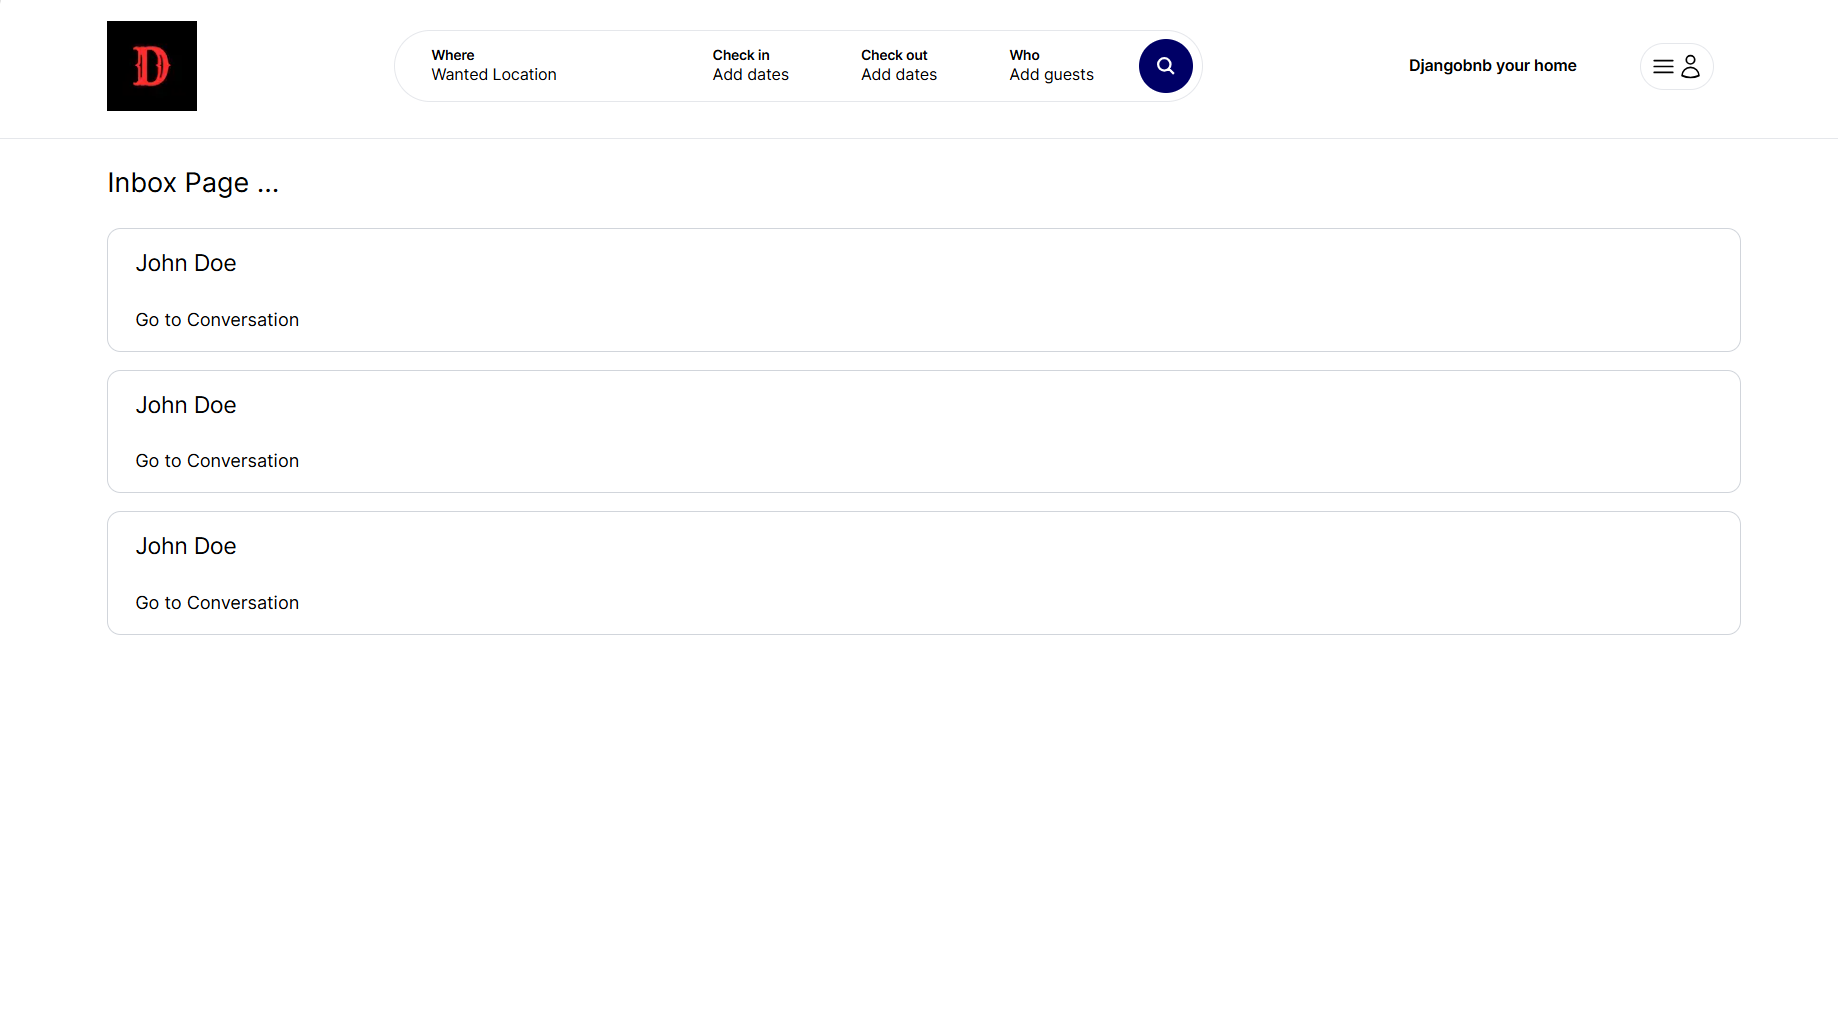 D
Where
Wanted Location
Check in
Add dates
Check out
Add dates
Who
Add guests
Djangobnb your home
Inbox Page ...
John Doe
Go to Conversation
John Doe
Go to Conversation
John Doe
Go to Conversation